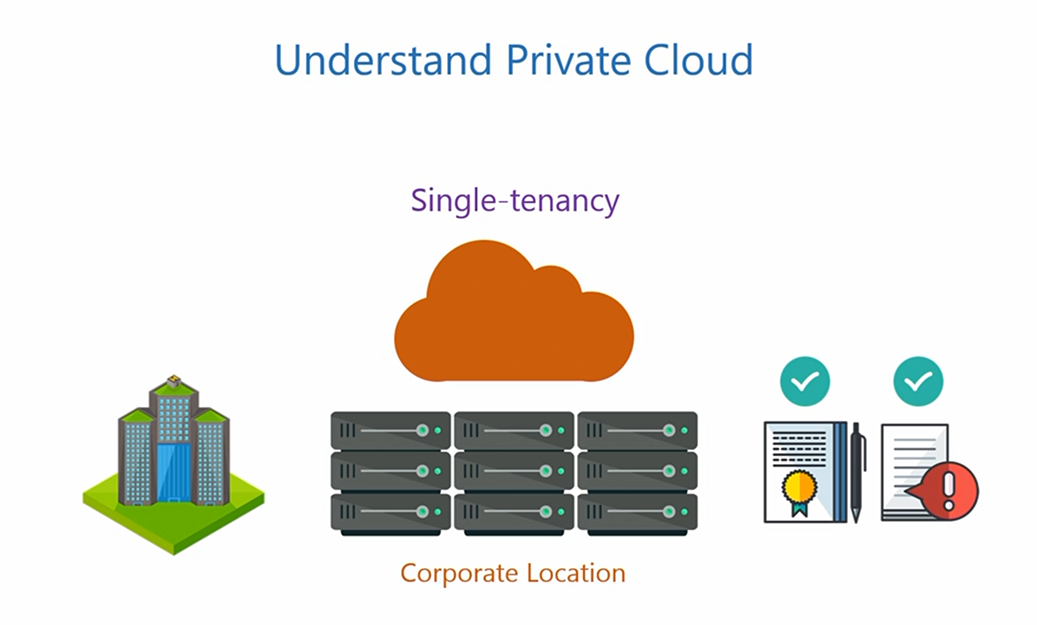 Understand Private Cloud
Single-tenancy
Corporate Location